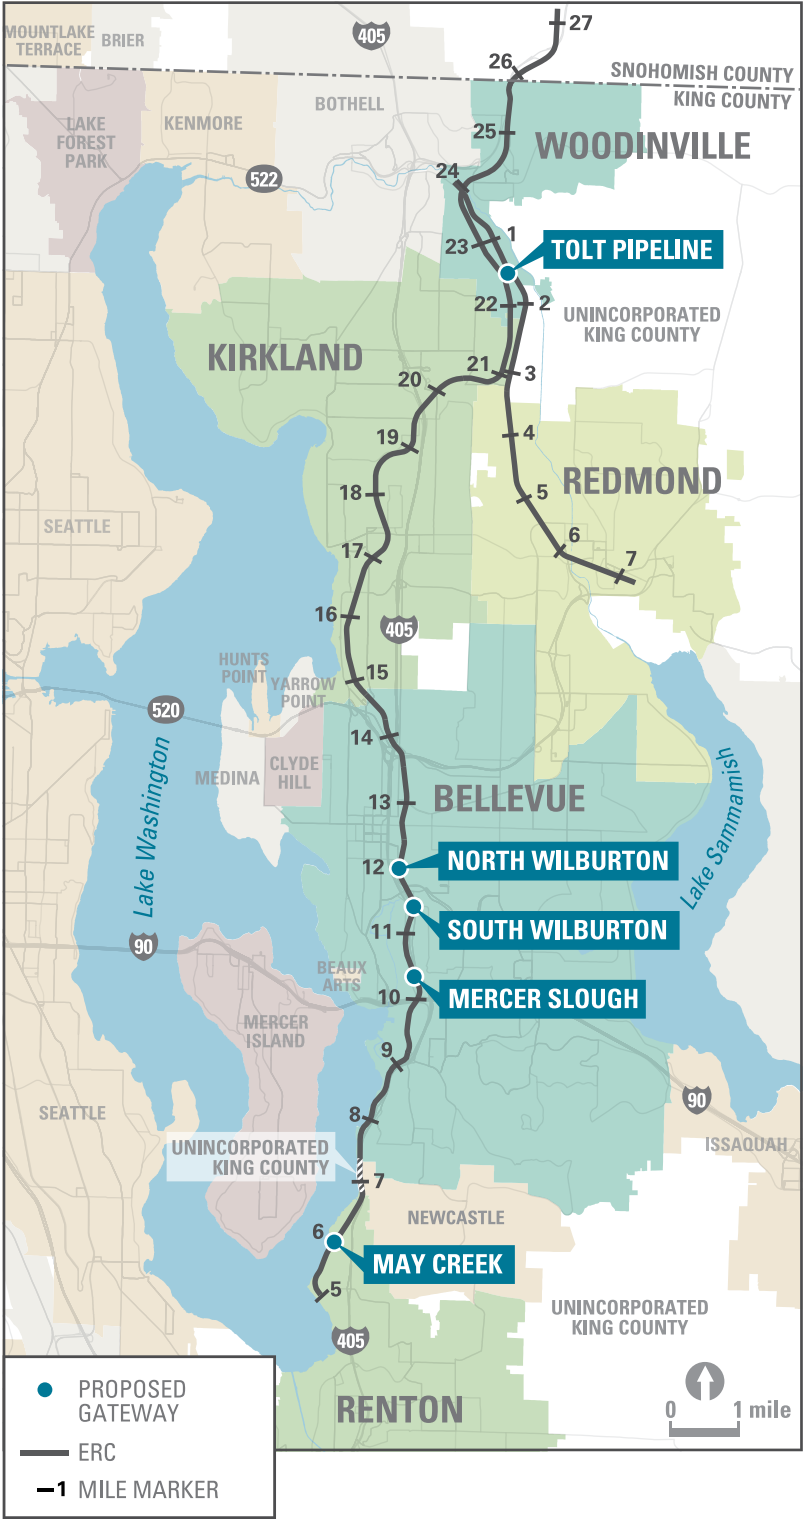 27
405
MOUNTLAKE
TERRACE
BRIER
26
SNOHOMISH COUNTY
KING COUNTY
BOTHELL
LAKE
FOREST
PARK
KENMORE
25
WOODINVILLE
24
522
1
23
TOLT PIPELINE
22
2
UNINCORPORATED
KING COUNTY
KIRKLAND
21
3
20
4
19
REDMOND
18
5
SEATTLE
6
17
7
16
405
HUNTS
POINT
15
YARROW
POINT
520
14
CLYDE
HILL
MEDINA
13
BELLEVUE
Lake Washington
Lake Sammamish
12
NORTH WILBURTON
11
SOUTH WILBURTON
90
BEAUX
ARTS
10
MERCER SLOUGH
MERCER
ISLAND
9
90
SEATTLE
8
ISSAQUAH
UNINCORPORATED
KING COUNTY
7
NEWCASTLE
6
MAY CREEK
5
UNINCORPORATED
KING COUNTY
405
RENTON
0 1 mile
PROPOSED
GATEWAY
ERC
1 MILE MARKER